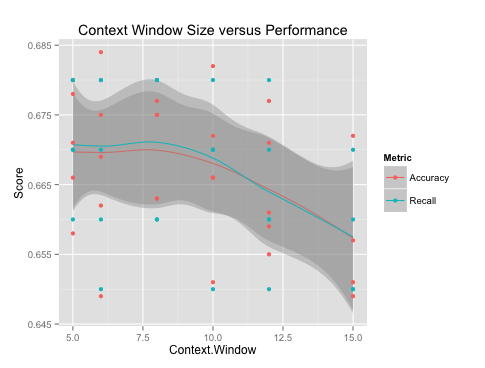 Context Window Size versus Performance
0.685
0.675
0.665
0.655
0.645
Score
5.0 7.5 10.0 12.5 15.0
Context.Window
Metric
Accuracy
Recall